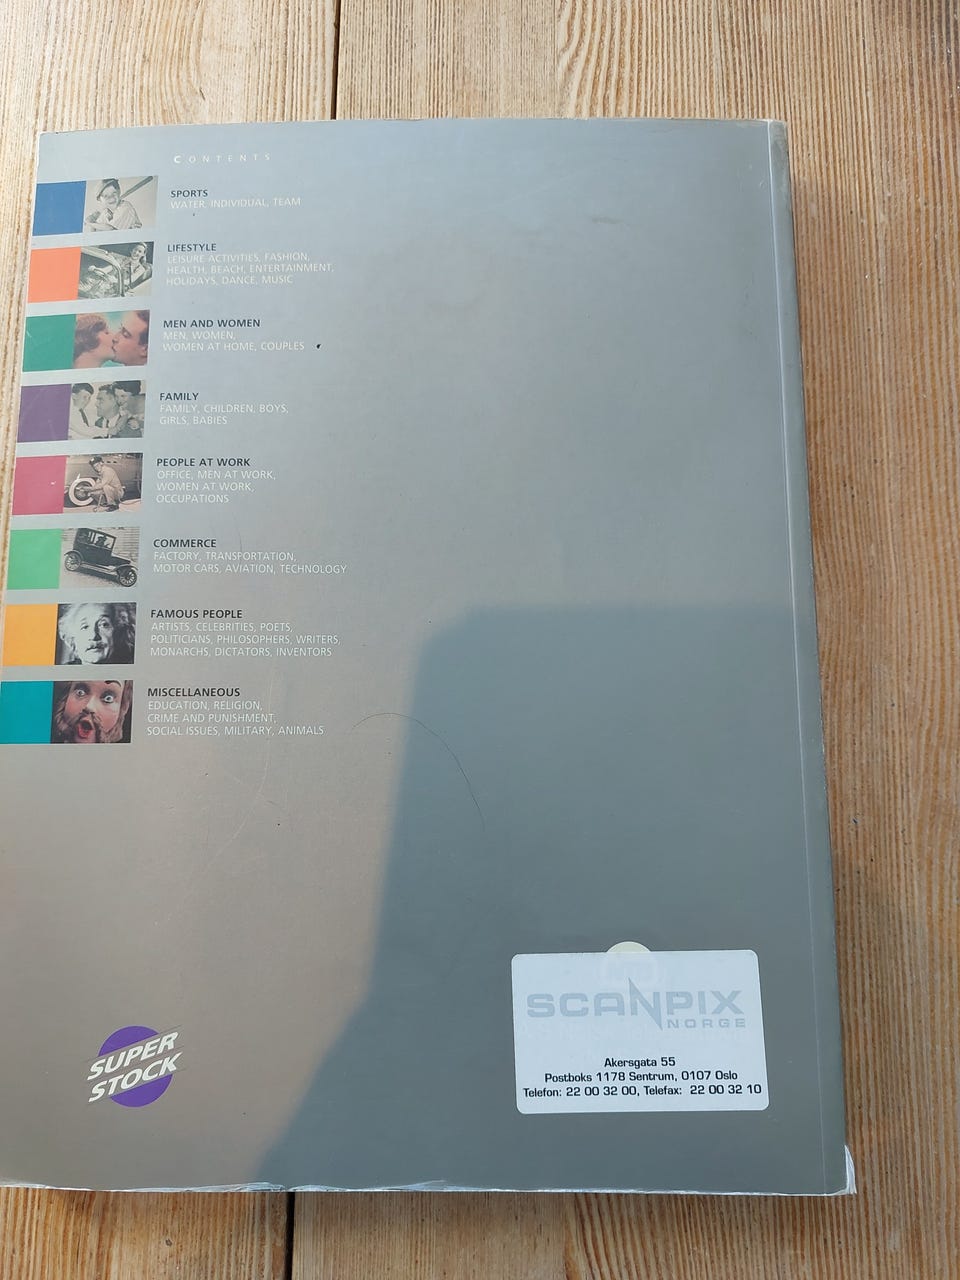 CONTENTS
SPORTS
WATER, INDIVIDUAL, TEAM
LIFESTYLE
LEISURE ACTIVITIES, FASHION,
HEALTH, BEACH, ENTERTAINMENT,
HOLIDAYS, DANCE, MUSIC
MEN AND WOMEN
MEN, WOMEN,
WOMEN AT HOME, COUPLES
FAMILY
FAMILY, CHILDREN, BOYS,
GIRLS, BABIES
PEOPLE AT WORK
OFFICE, MEN AT WORK,
WOMEN AT WORK,
OCCUPATIONS
COMMERCE
FACTORY, TRANSPORTATION,
MOTOR CARS, AVIATION, TECHNOLOGY
FAMOUS PEOPLE
ARTISTS, CELEBRITIES, POETS,
POLITICIANS, PHILOSOPHERS, WRITERS,
MONARCHS, DICTATORS, INVENTORS
MISCELLANEOUS
EDUCATION, RELIGION,
CRIME AND PUNISHMENT,
SOCIAL ISSUES, MILITARY, ANIMALS
SUPER
STOCK
SCANPIX
NORGE
Akersgata 55
Postboks 1178 Sentrum, 0107 Oslo
Telefon: 22 00 32 00, Telefax: 22 00 32 10